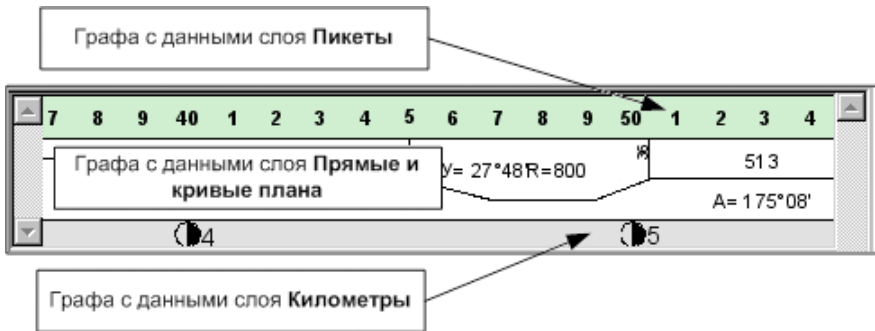 Графа с данными слоя Пикеты
7 8 9 40 1 2 3 4 5 6 7 8 9 50 1 2 3 4
Графа с данными слоя Прямые и
кривые плана
У= 27°48'R=800
36
513
A= 175°08'
4
5
Графа с данными слоя Километры